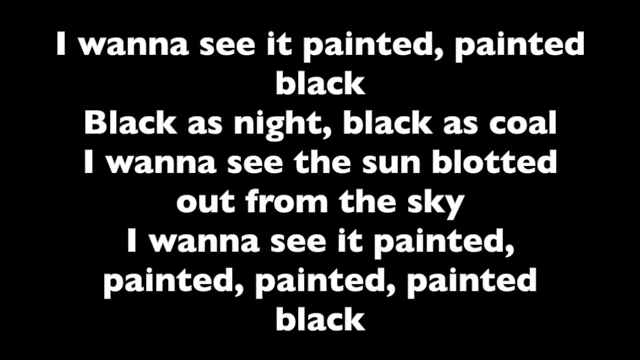 I wanna see it painted, painted
black
Black as night, black as coal
I wanna see the sun blotted
out from the sky
I wanna see it painted,
painted, painted, painted
black